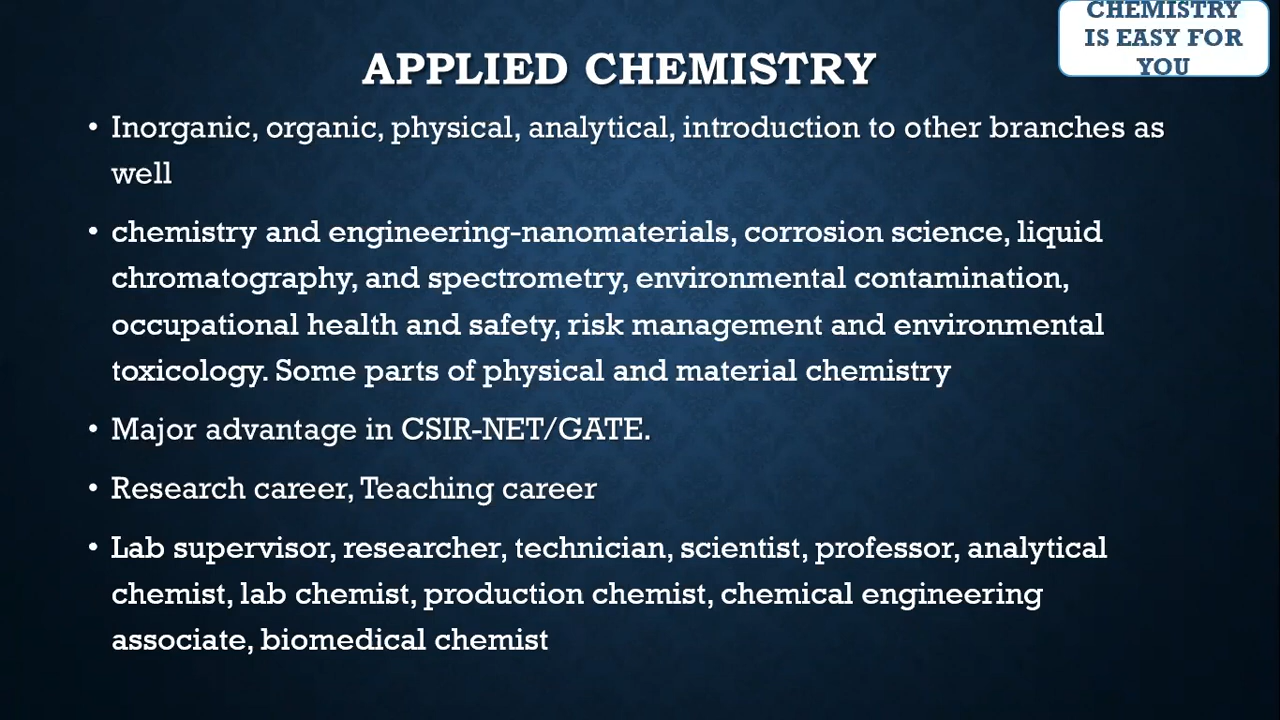 CHEMISTRY
IS EASY FOR
YOU
APPLIED CHEMISTRY
• Inorganic, organic, physical, analytical, introduction to other branches as
well
• chemistry and engineering-nanomaterials, corrosion science, liquid
chromatography, and spectrometry, environmental contamination,
occupational health and safety, risk management and environmental
toxicology. Some parts of physical and material chemistry
• Major advantage in CSIR-NET/GATE.
• Research career, Teaching career
• Lab supervisor, researcher, technician, scientist, professor, analytical
chemist, lab chemist, production chemist, chemical engineering
associate, biomedical chemist